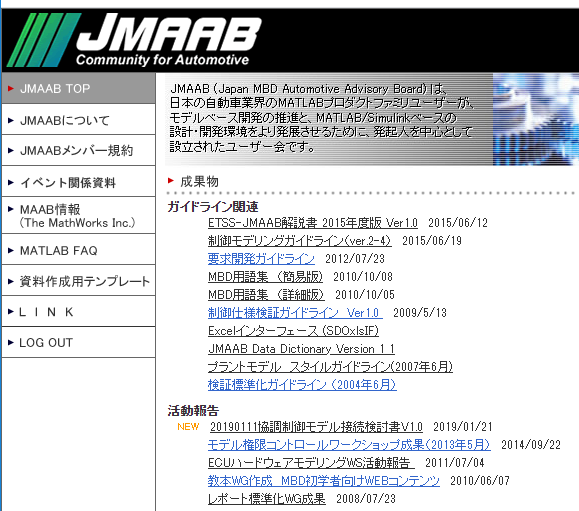 JMAAB
Community for Automotive
JMAAB TOP
JMAABについて
JMAABメンバー規約
イベント関係資料
MAAB情報
(The MathWorks Inc.)
MATLAB FAQ
資料作成用テンプレート
L I N K
LOG OUT
JMAAB (Japan MBD Automotive Advisory Board)は、
日本の自動車業界のMATLABプロダクトファミリユーザーが、
モデルベース開発の推進と、MATLAB/Simulinkベースの
設計・開発環境をより発展させるために、発起人を中心として
設立されたユーザー会です。
成果物
ガイドライン関連
ETSS-JMAAB解説書 2015年度版 Ver1.0 2015/06/12
制御モデリングガイドライン(ver.2-4) 2015/06/19
要求開発ガイドライン 2012/07/23
MBD用語集 (簡易版) 2010/10/08
MBD用語集 (詳細版) 2010/10/05
制御仕様検証ガイドライン Ver1.0 2009/5/13
Excelインターフェース (SDOxlsIF)
JMAAB Data Dictionary Version 1 1
プラントモデル スタイルガイドライン(2007年6月)
検証標準化ガイドライン (2004年6月)
活動報告
NEW 20190111協調制御モデル接続検討書V1.0 2019/01/21
モデル権限コントロールワークショップ成果(2013年5月) 2014/09/22
ECUハードウェアモデリングWS活動報告 2011/07/04
教本WG作成 MBD初学者向けWEBコンテンツ 2010/06/07
レポート標準化WG成果 2008/07/23